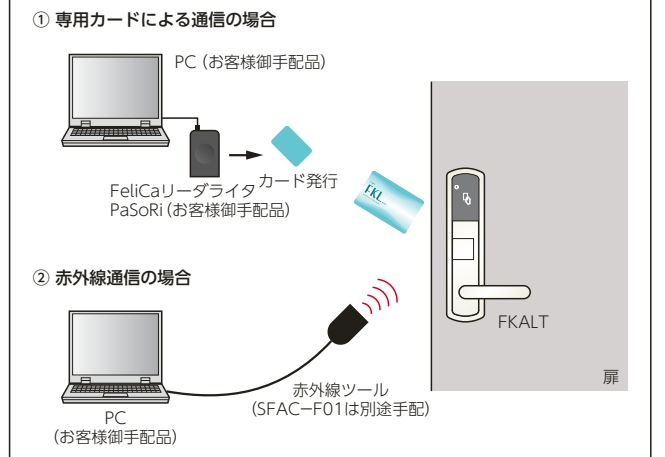 ① 専用カードによる通信の場合
PC（お客様御手配品）
FeliCaリーダライタ
PaSoRi（お客様御手配品）
カード発行
FKL
FKALT
扉
② 赤外線通信の場合
PC
（お客様御手配品）
赤外線ツール
（SFAC−F01は別途手配）